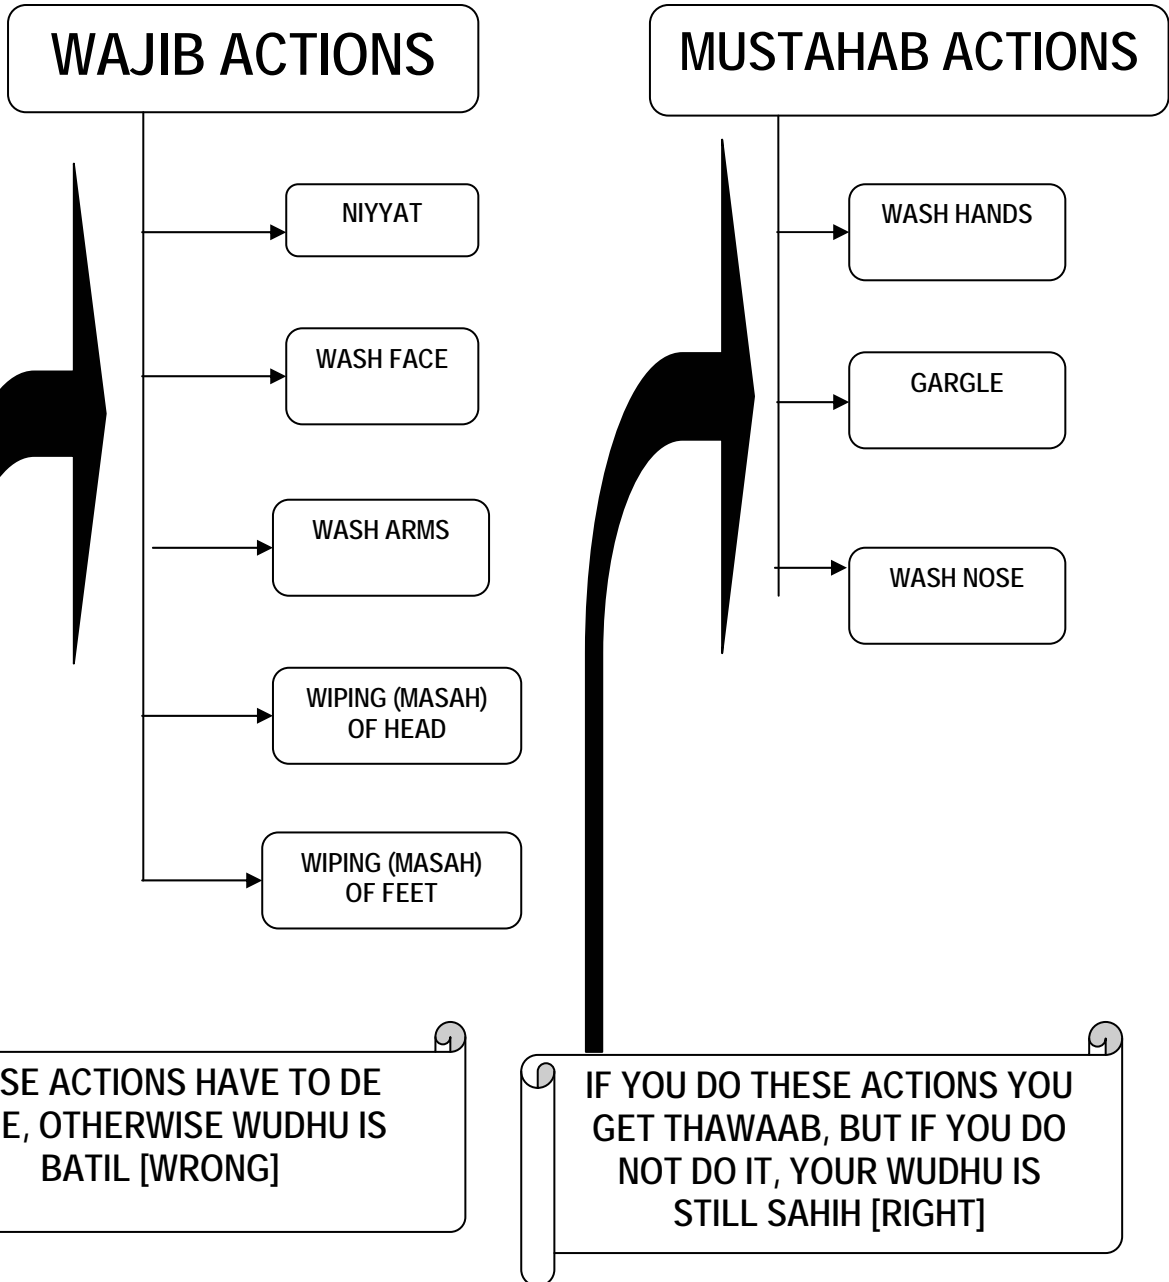 WAJIB ACTIONS
NIYYAT
WASH FACE
WASH ARMS
WIPING (MASAH)
OF HEAD
WIPING (MASAH)
OF FEET
SE ACTIONS HAVE TO DE
E, OTHERWISE WUDHU IS
BATIL [WRONG]
MUSTAHAB ACTIONS
WASH HANDS
GARGLE
WASH NOSE
IF YOU DO THESE ACTIONS YOU
GET THAWAAB, BUT IF YOU DO
NOT DO IT, YOUR WUDHU IS
STILL SAHIH [RIGHT]